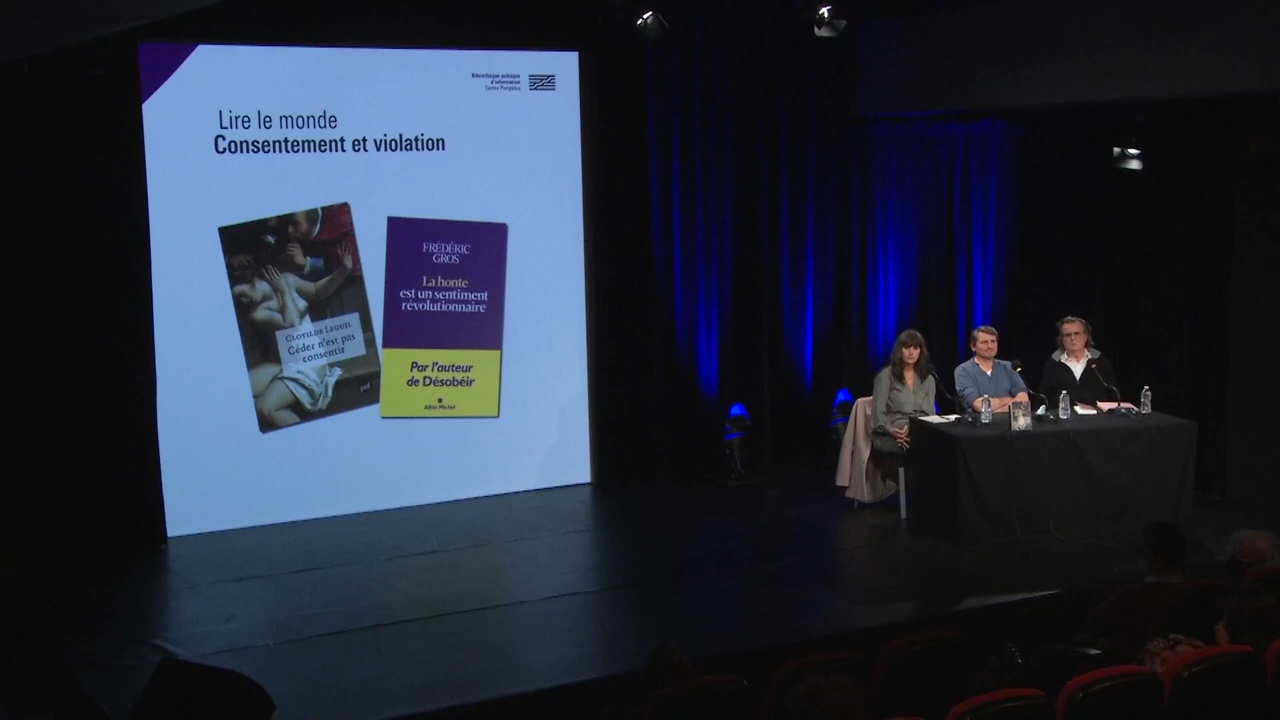 Bibliothèque publique
d'information
Centre Pompidou
Lire le monde
Consentement et violation
CLOTILDE LEGUIL
Céder n'est pas
consentir
puf
FRÉDÉRIC
GROS
La honte
est un sentiment
révolutionnaire
Par l'auteur
de Désobéir
Albin Michel